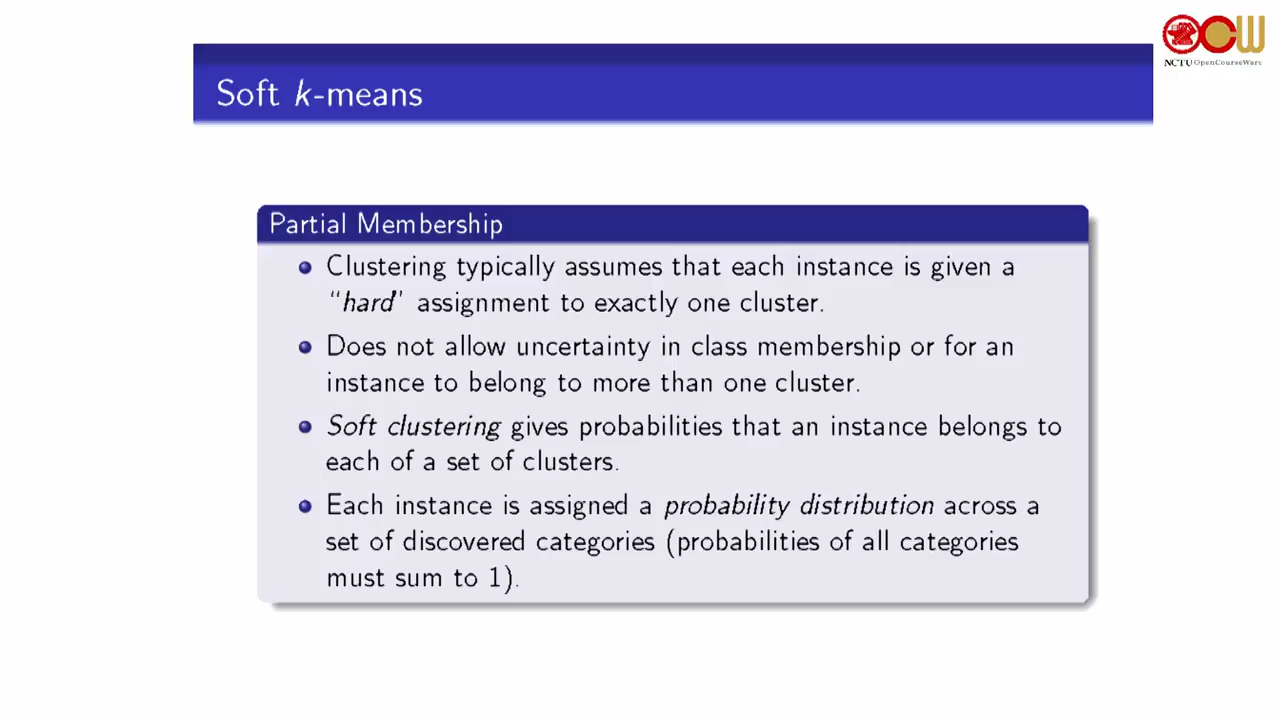 Soft k-means
Partial Membership
Clustering typically assumes that each instance is given a
"hard" assignment to exactly one cluster.
Does not allow uncertainty in class membership or for an
instance to belong to more than one cluster.
Soft clustering gives probabilities that an instance belongs to
each of a set of clusters.
Each instance is assigned a probability distribution across a
set of discovered categories (probabilities of all categories
must sum to 1).
OCW
NCTU OpenCourseWare